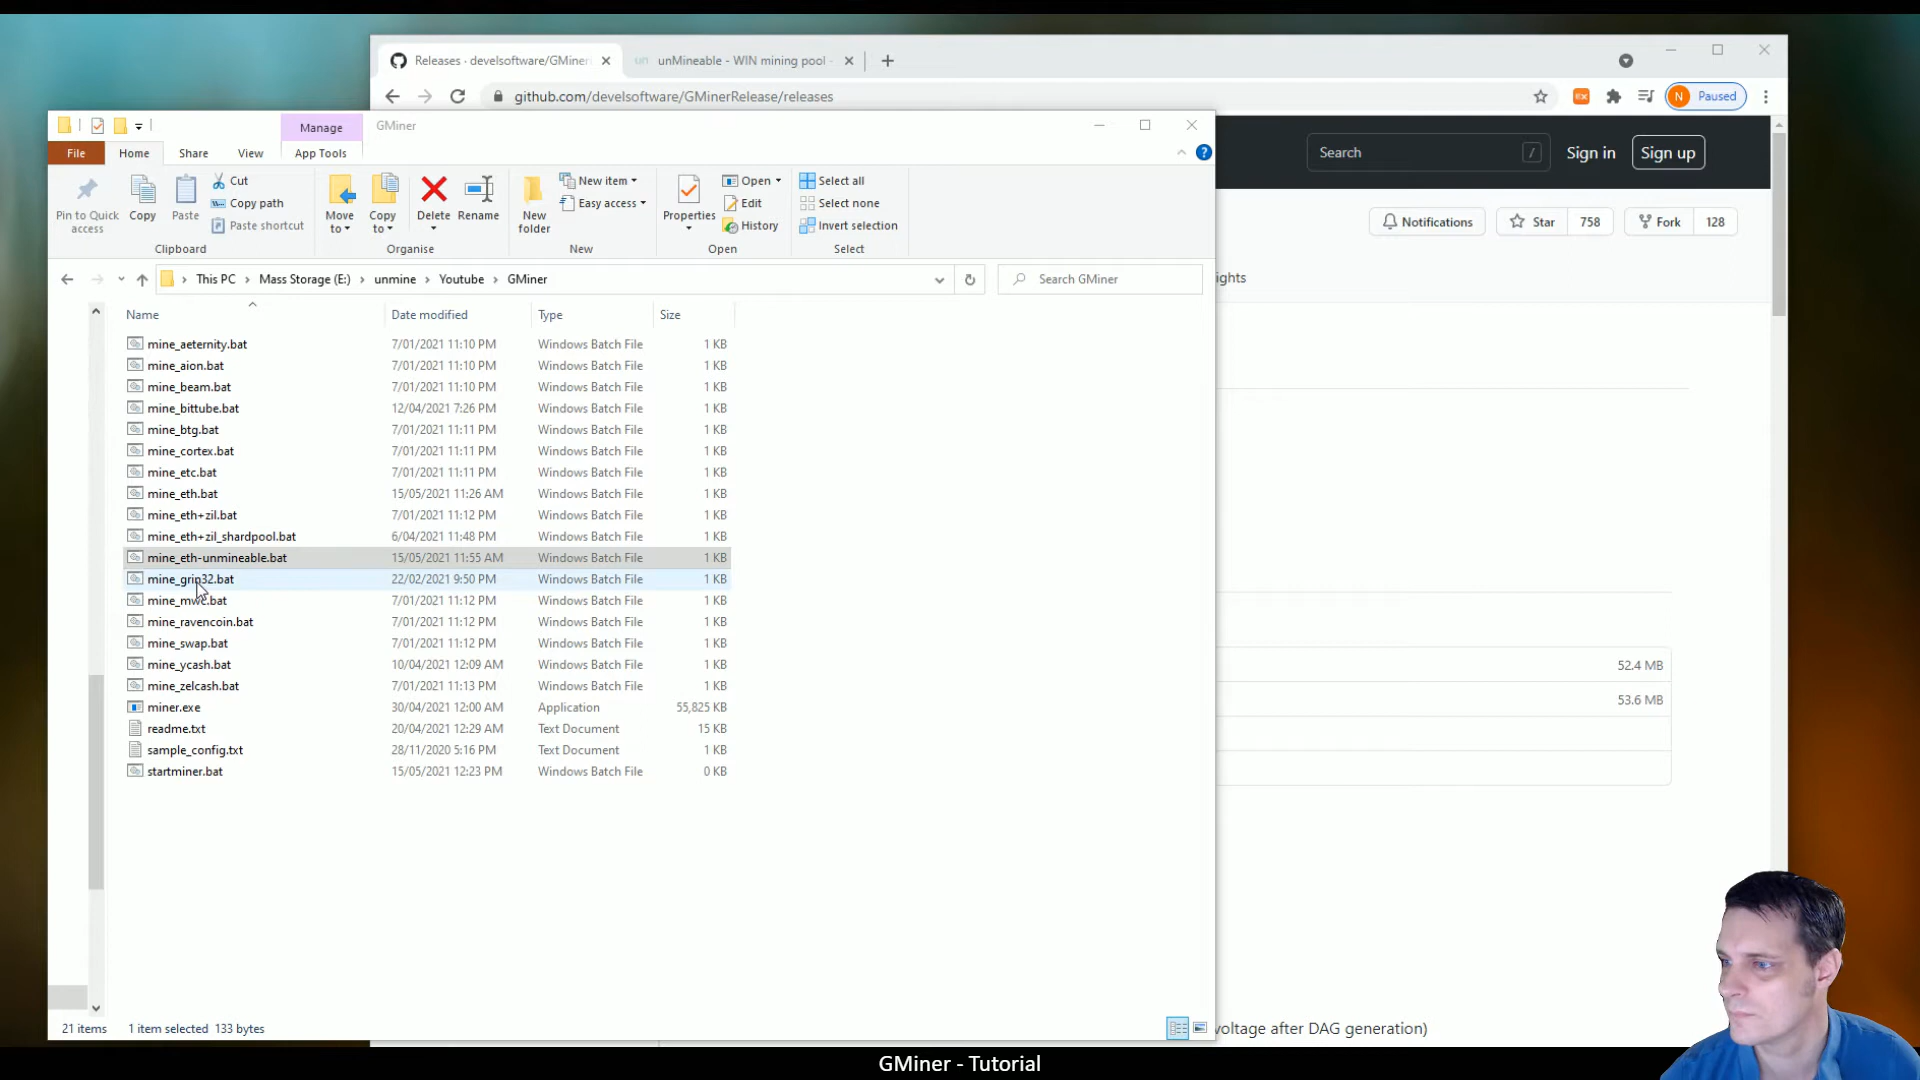 Releases · develsoftware/GMiner
un unMineable - WIN mining pool -
github.com/develsoftware/GMinerRelease/releases
N Paused
Manage
GMiner
File Home Share View App Tools
Search /
Sign in
Sign up
Pin to Quick access
Copy
Paste
Cut
Copy path
Paste shortcut
Move to
Copy to
Delete
Rename
New folder
New item
Easy access
Properties
Open
Edit
History
Select all
Select none
Invert selection
Clipboard Organise New Open Select
Notifications
Star 758
Fork 128
This PC > Mass Storage (E:) > unmine > Youtube > GMiner
Search GMiner
ights
Name Date modified Type Size
mine_aeternity.bat 7/01/2021 11:10 PM Windows Batch File 1 KB
mine_aion.bat 7/01/2021 11:10 PM Windows Batch File 1 KB
mine_beam.bat 7/01/2021 11:10 PM Windows Batch File 1 KB
mine_bittube.bat 12/04/2021 7:26 PM Windows Batch File 1 KB
mine_btg.bat 7/01/2021 11:11 PM Windows Batch File 1 KB
mine_cortex.bat 7/01/2021 11:11 PM Windows Batch File 1 KB
mine_etc.bat 7/01/2021 11:11 PM Windows Batch File 1 KB
mine_eth.bat 15/05/2021 11:26 AM Windows Batch File 1 KB
mine_eth+zil.bat 7/01/2021 11:12 PM Windows Batch File 1 KB
mine_eth+zil_shardpool.bat 6/04/2021 11:48 PM Windows Batch File 1 KB
mine_eth-unmineable.bat 15/05/2021 11:55 AM Windows Batch File 1 KB
mine_grin32.bat 22/02/2021 9:50 PM Windows Batch File 1 KB
mine_mwc.bat 7/01/2021 11:12 PM Windows Batch File 1 KB
mine_ravencoin.bat 7/01/2021 11:12 PM Windows Batch File 1 KB
mine_swap.bat 7/01/2021 11:12 PM Windows Batch File 1 KB
mine_ycash.bat 10/04/2021 12:09 AM Windows Batch File 1 KB
mine_zelcash.bat 7/01/2021 11:13 PM Windows Batch File 1 KB
miner.exe 30/04/2021 12:00 AM Application 55,825 KB
readme.txt 20/04/2021 12:29 AM Text Document 15 KB
sample_config.txt 28/11/2020 5:16 PM Text Document 1 KB
startminer.bat 15/05/2021 12:23 PM Windows Batch File 0 KB
52.4 MB
53.6 MB
21 items 1 item selected 133 bytes
voltage after DAG generation)
GMiner - Tutorial